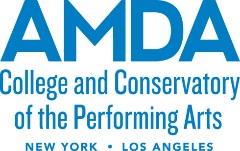 AMDA
College and Conservatory
of the Performing Arts
NEW YORK • LOS ANGELES